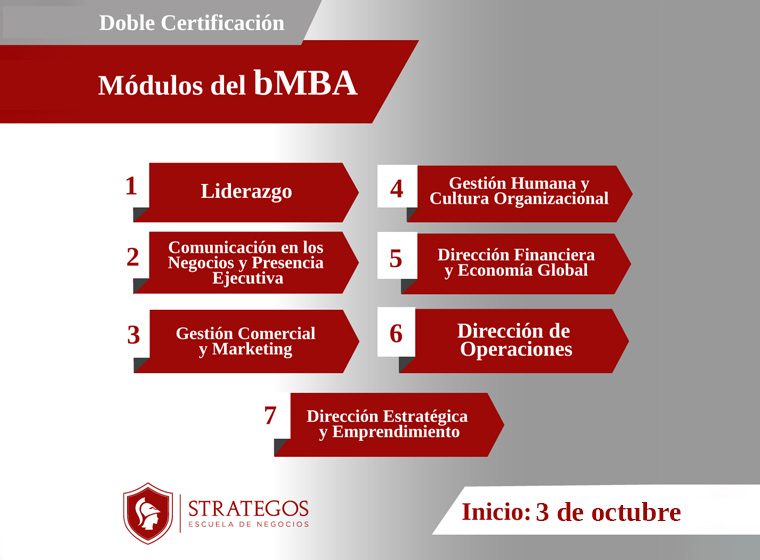 Doble Certificación
Módulos del bMBA
1
Liderazgo
2
Comunicación en los
Negocios y Presencia
Ejecutiva
3
Gestión Comercial
y Marketing
4
Gestión Humana y
Cultura Organizacional
5
Dirección Financiera
y Economía Global
6
Dirección de
Operaciones
7
Dirección Estratégica
y Emprendimiento
STRATEGOS
ESCUELA DE NEGOCIOS
Inicio: 3 de octubre